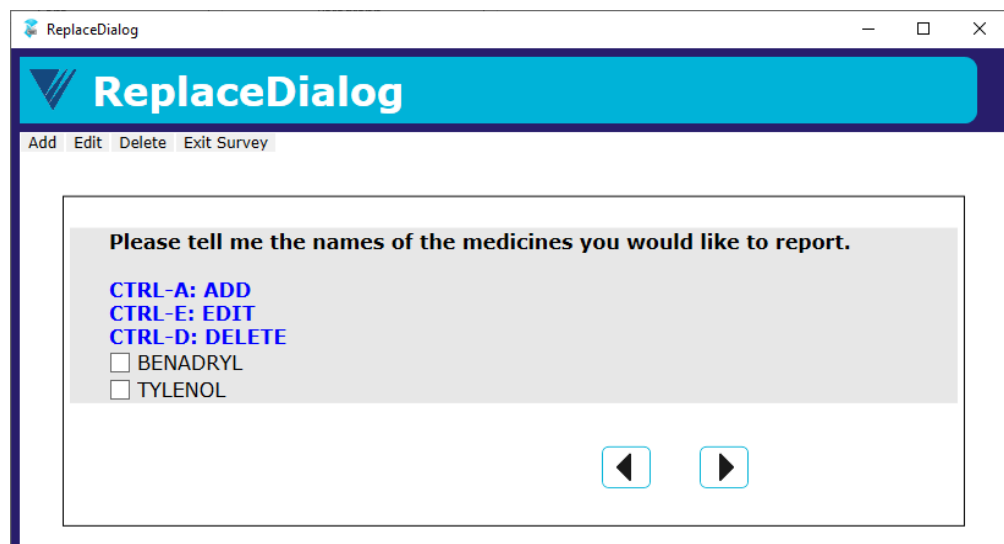 ReplaceDialog
ReplaceDialog
Add Edit Delete Exit Survey
Please tell me the names of the medicines you would like to report.
CTRL-A: ADD
CTRL-E: EDIT
CTRL-D: DELETE
BENADRYL
TYLENOL